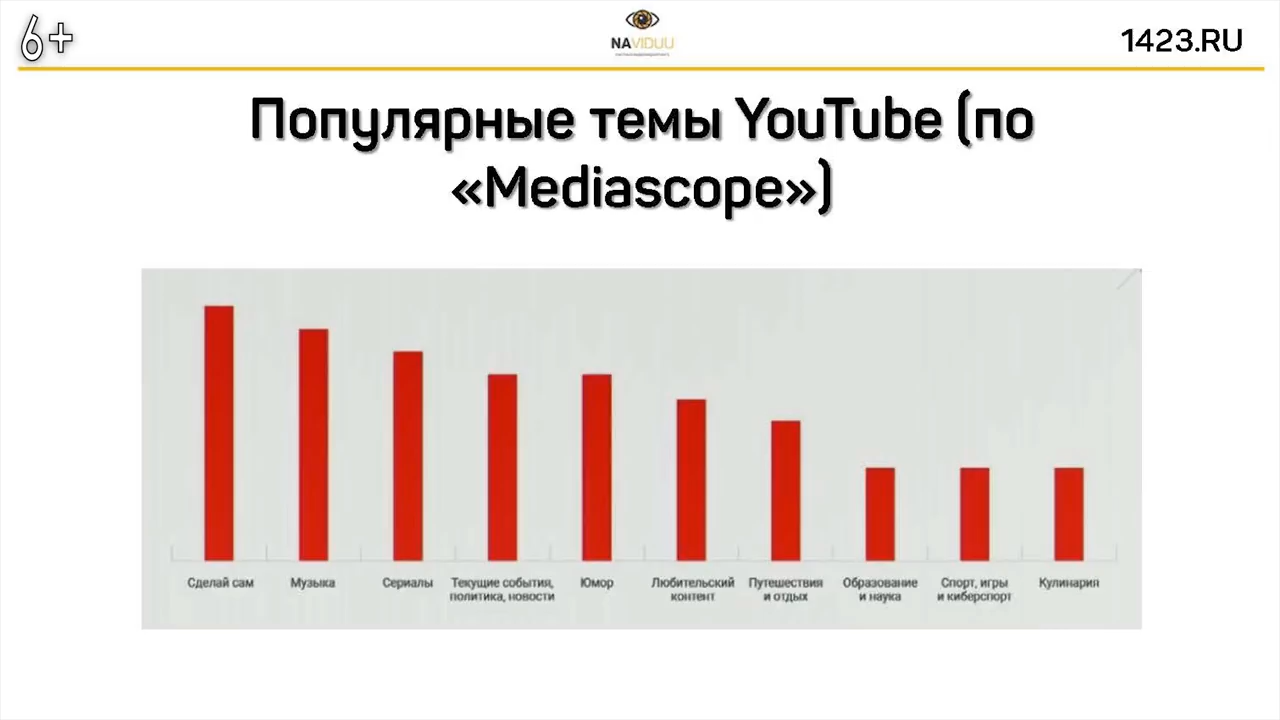 6+
NAVIDUU
1423.RU
Популярные темы YouTube (по
«Mediascope»)
Сделай сам
Музыка
Сериалы
Текущие события,
политика, новости
Юмор
Любительский
контент
Путешествия
и отдых
Образование
и наука
Спорт, игры
и киберспорт
Кулинария